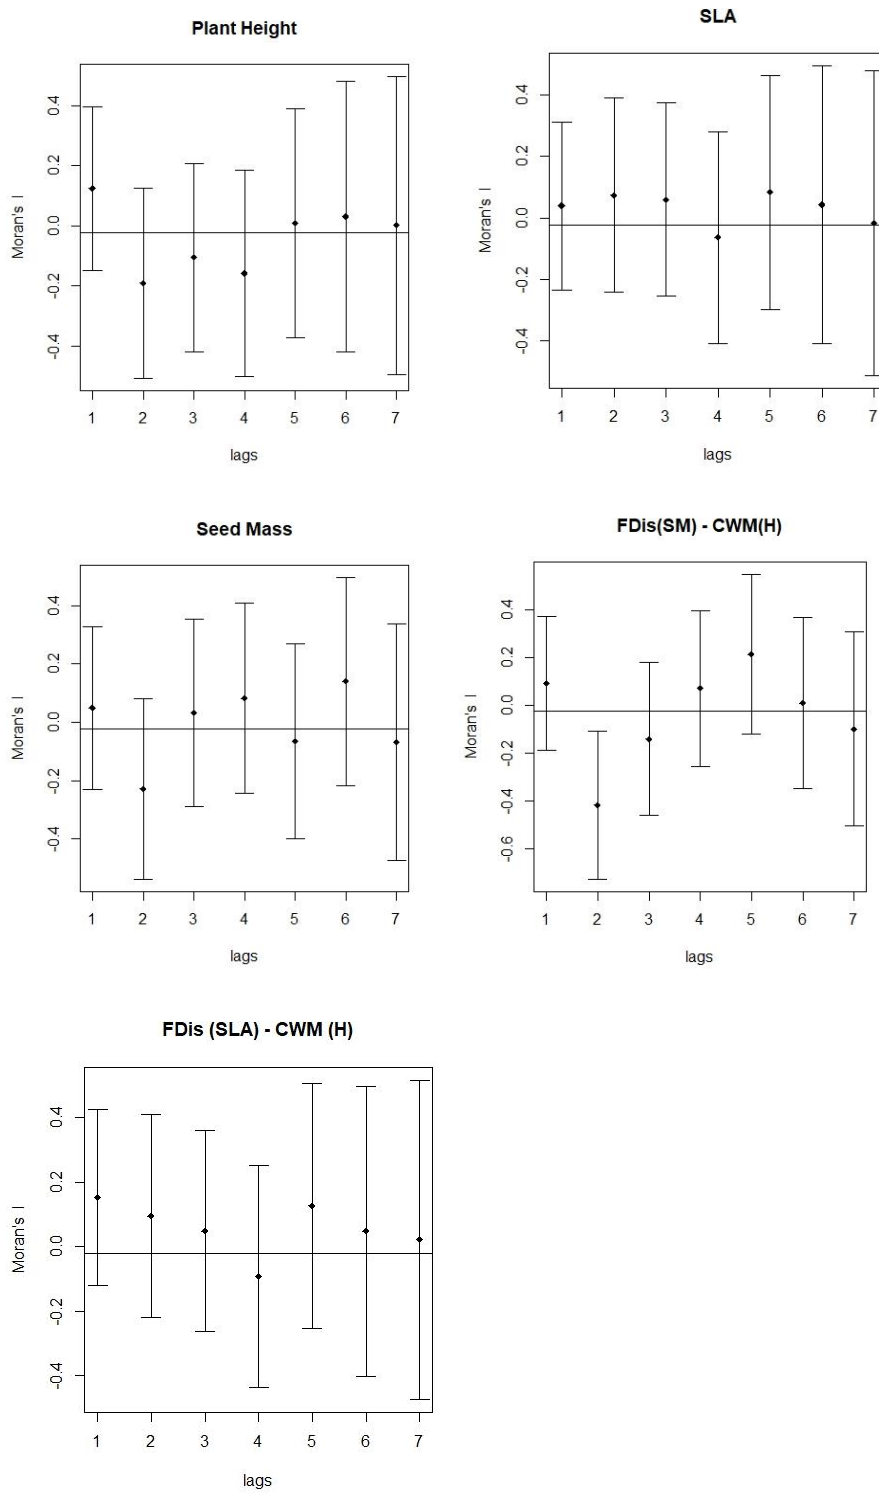 Plant Height
Moran's I
0.4
0.2
0.0
-0.2
-0.4
1 2 3 4 5 6 7
lags
SLA
Moran's I
0.4
0.2
0.0
-0.2
-0.4
1 2 3 4 5 6 7
lags
Seed Mass
Moran's I
0.4
0.2
0.0
-0.2
-0.4
1 2 3 4 5 6 7
lags
FDis(SM) - CWM(H)
Moran's I
0.4
0.2
0.0
-0.2
-0.4
-0.6
1 2 3 4 5 6 7
lags
FDis (SLA) - CWM (H)
Moran's I
0.4
0.2
0.0
-0.2
-0.4
1 2 3 4 5 6 7
lags